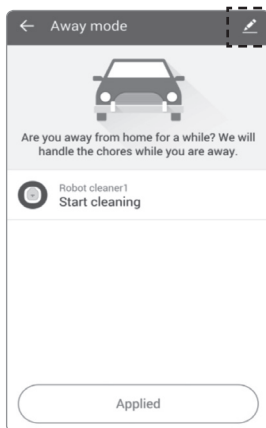 Away mode
Are you away from home for a while? We will
handle the chores while you are away.
Robot cleaner1
Start cleaning
Applied